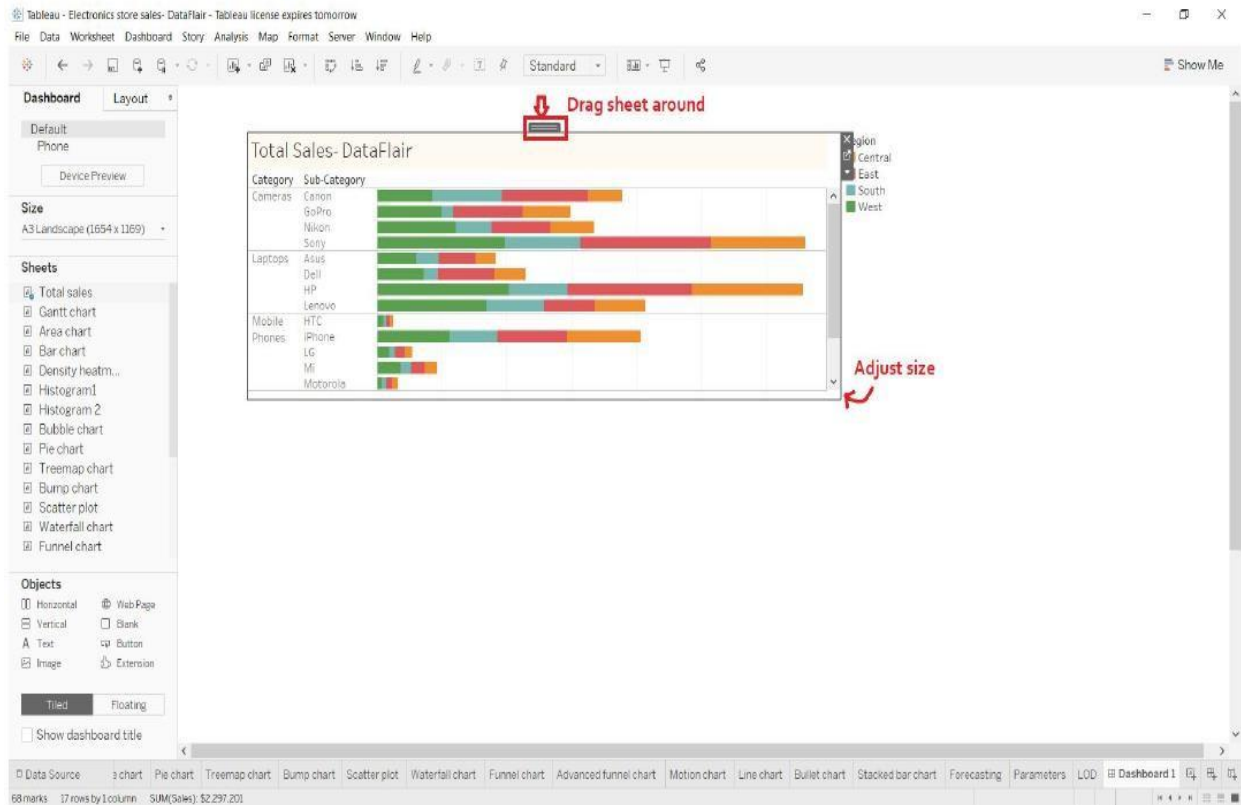 Tableau - Electronics store sales- DataFlair - Tableau license expires tomorrow
File Data Worksheet Dashboard Story Analysis Map Format Server Window Help
Standard
Show Me
Dashboard Layout
Default
Phone
Device Preview
Size
A3 Landscape (1654 x 1169)
Sheets
Total sales
Gantt chart
Area chart
Bar chart
Density heatm...
Histogram1
Histogram 2
Bubble chart
Pie chart
Treemap chart
Bump chart
Scatter plot
Waterfall chart
Funnel chart
Objects
Horizontal Web Page
Vertical Blank
A Text Button
Image Extension
Tiled Floating
Show dashboard title
Drag sheet around
Total Sales- DataFlair
Category Sub-Category
Cameras Canon
GoPro
Nikon
Sony
Laptops Asus
Dell
HP
Lenovo
Mobile HTC
Phones iPhone
LG
Mi
Motorola
egion
Central
East
South
West
Adjust size
Data Source e chart Pie chart Treemap chart Bump chart Scatter plot Waterfall chart Funnel chart Advanced funnel chart Motion chart Line chart Bullet chart Stacked bar chart Forecasting Parameters LOD Dashboard 1
68 marks 17 rows by 1 column SUM(Sales): $2,297,201